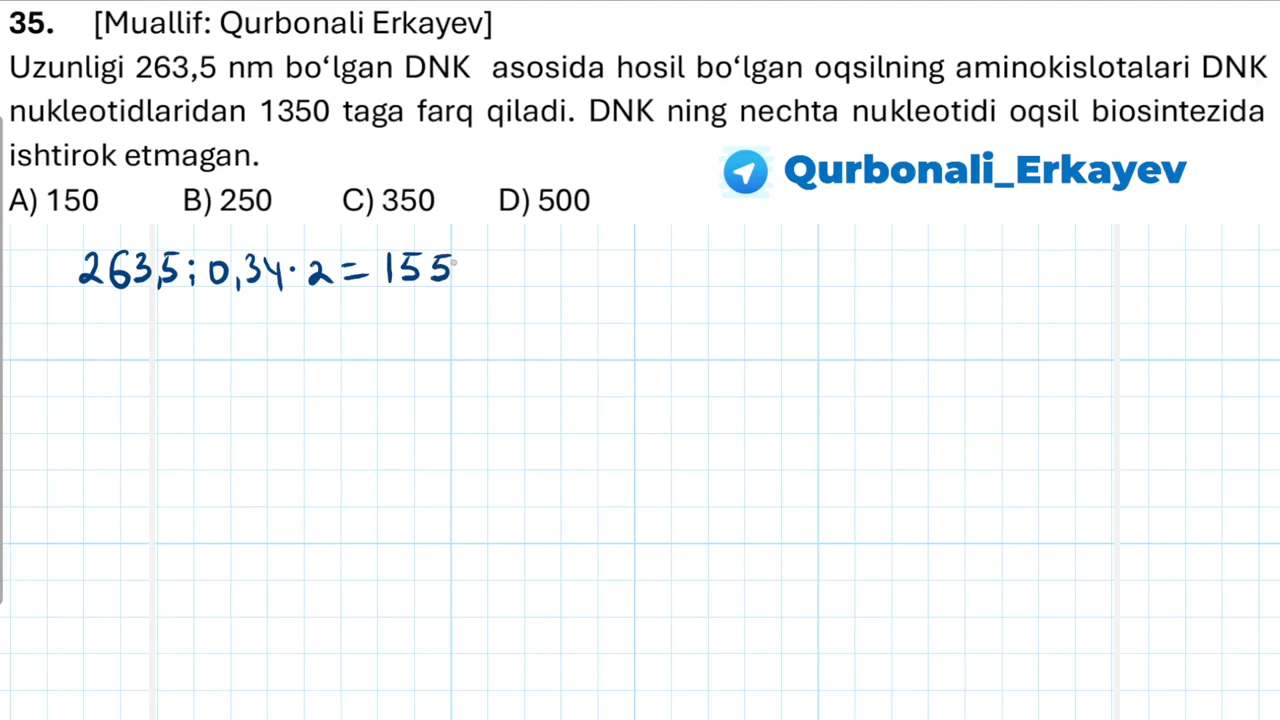 35. [Muallif: Qurbonali Erkayev]
Uzunligi 263,5 nm bo‘lgan DNK asosida hosil bo‘lgan oqsilning aminokislotalari DNK
nukleotidlaridan 1350 taga farq qiladi. DNK ning nechta nukleotidi oqsil biosintezida
ishtirok etmagan.
Qurbonali_Erkayev
A) 150 B) 250 C) 350 D) 500
263,5 : 0,34 · 2 = 155